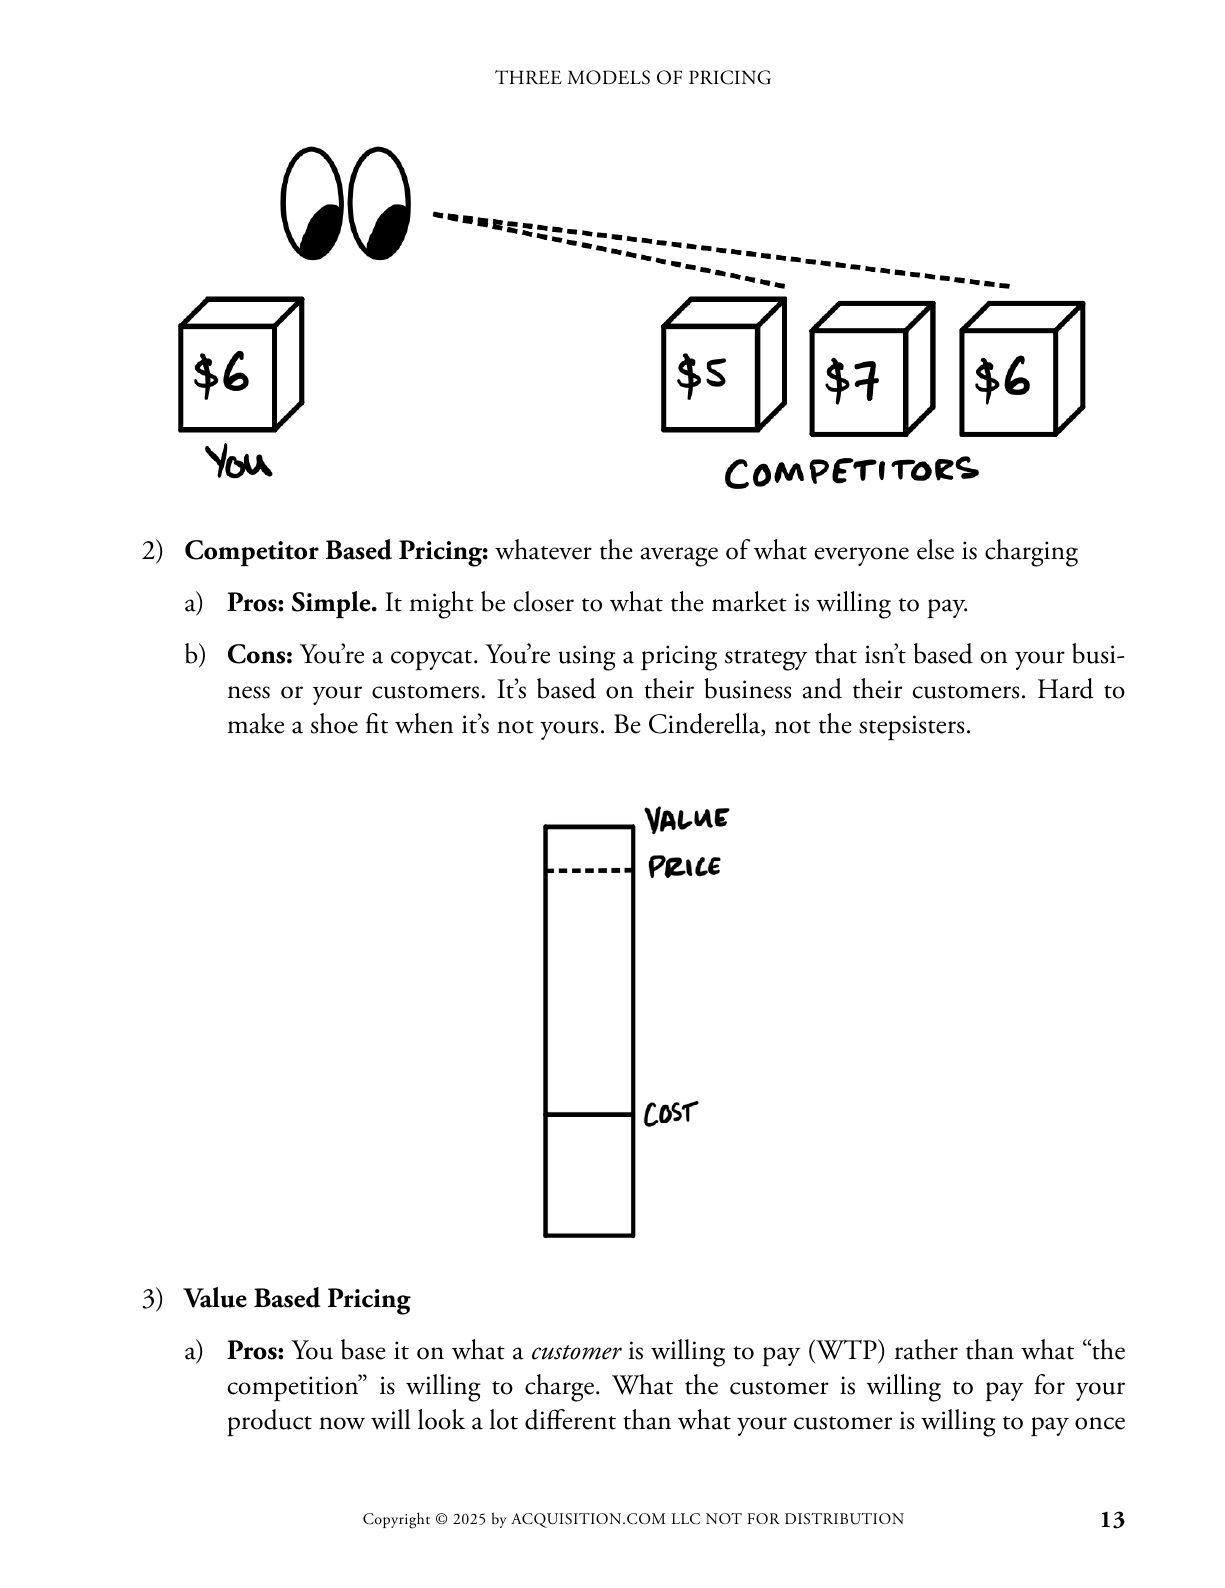 THREE MODELS OF PRICING
$6
$5
$7
$6
YOU
COMPETITORS
2) Competitor Based Pricing: whatever the average of what everyone else is charging
a) Pros: Simple. It might be closer to what the market is willing to pay.
b) Cons: You’re a copycat. You’re using a pricing strategy that isn’t based on your busi-
ness or your customers. It’s based on their business and their customers. Hard to
make a shoe fit when it’s not yours. Be Cinderella, not the stepsisters.
VALUE
PRICE
COST
3) Value Based Pricing
a) Pros: You base it on what a customer is willing to pay (WTP) rather than what “the
competition” is willing to charge. What the customer is willing to pay for your
product now will look a lot different than what your customer is willing to pay once
Copyright © 2025 by ACQUISITION.COM LLC NOT FOR DISTRIBUTION
13